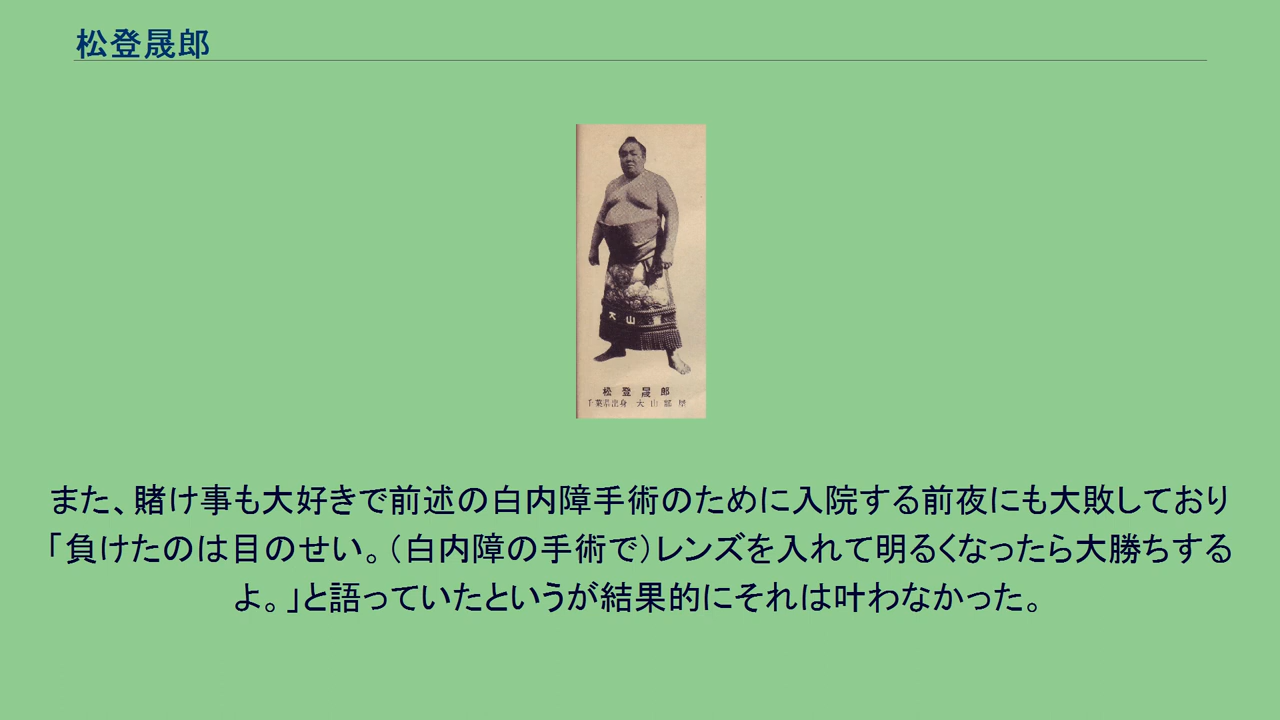 松登晟郎
大山
松登晟郎
千葉県出身 大山部屋
また、賭け事も大好きで前述の白内障手術のために入院する前夜にも大敗しており
「負けたのは目のせい。（白内障の手術で）レンズを入れて明るくなったら大勝ちする
よ。」と語っていたというが結果的にそれは叶わなかった。